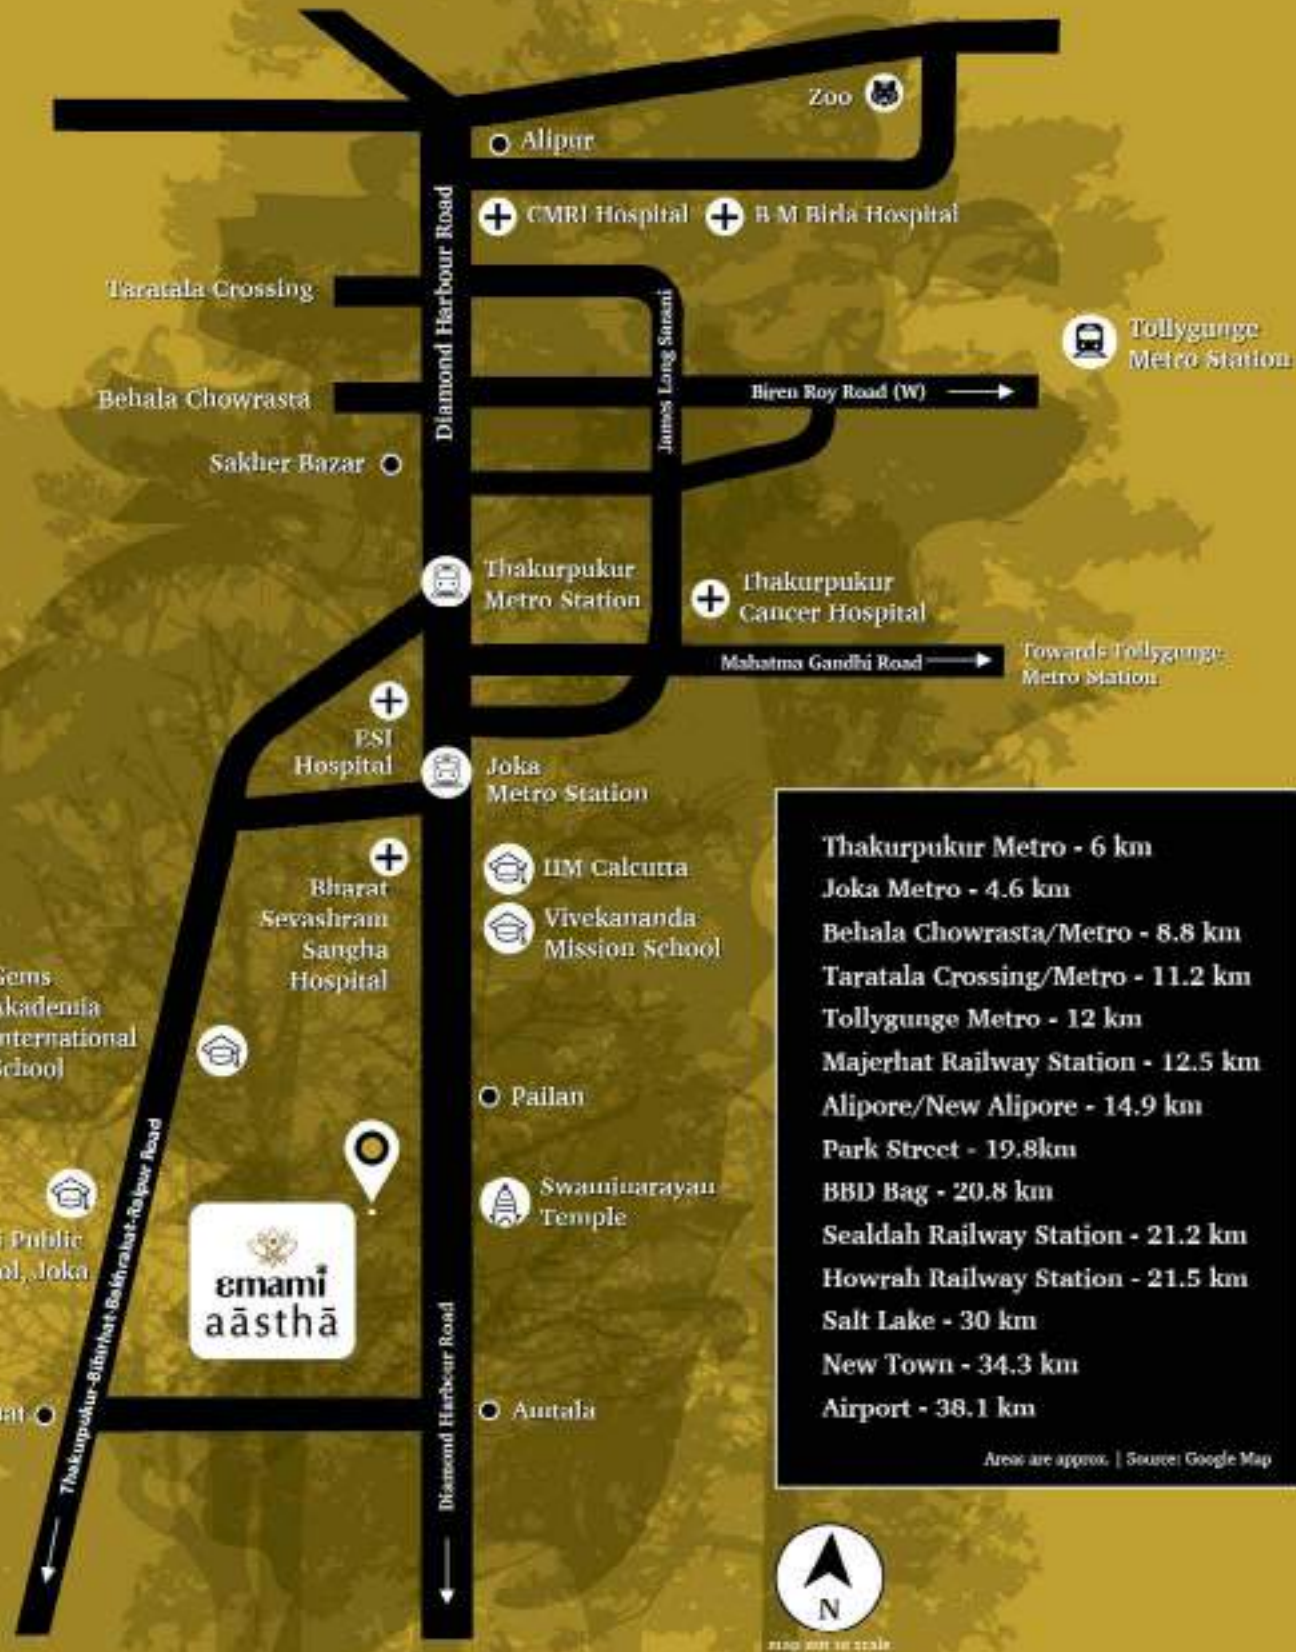 Zoo
Alipur
CMRI Hospital
B M Birla Hospital
Diamond Harbour Road
Taratala Crossing
James Long Sarani
Tollygunge
Metro Station
Behala Chowrasta
Biren Roy Road (W)
Sakher Bazar
Thakurpukur
Metro Station
Thakurpukur
Cancer Hospital
Mahatma Gandhi Road
Towards Tollygunge
Metro Station
ESI
Hospital
Joka
Metro Station
IIM Calcutta
Bharat
Sevashram
Sangha
Hospital
Vivekananda
Mission School
Pailan
Public
Joka
Thakurpukur-Bibirhat-Bakhrahat-Raipur Road
Swaminarayan
Temple
emami
aāsthā
Diamond Harbour Road
Amtala
Thakurpukur Metro - 6 km
Joka Metro - 4.6 km
Behala Chowrasta/Metro - 8.8 km
Taratala Crossing/Metro - 11.2 km
Tollygunge Metro - 12 km
Majerhat Railway Station - 12.5 km
Alipore/New Alipore - 14.9 km
Park Street - 19.8km
BBD Bag - 20.8 km
Sealdah Railway Station - 21.2 km
Howrah Railway Station - 21.5 km
Salt Lake - 30 km
New Town - 34.3 km
Airport - 38.1 km
Areas are approx. | Source: Google Map
N